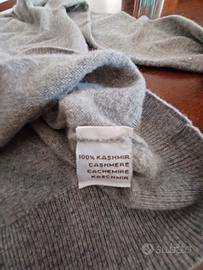 100% KASHMIR
CASHMERE
CACHEMIRE
KASCHMIR
subito